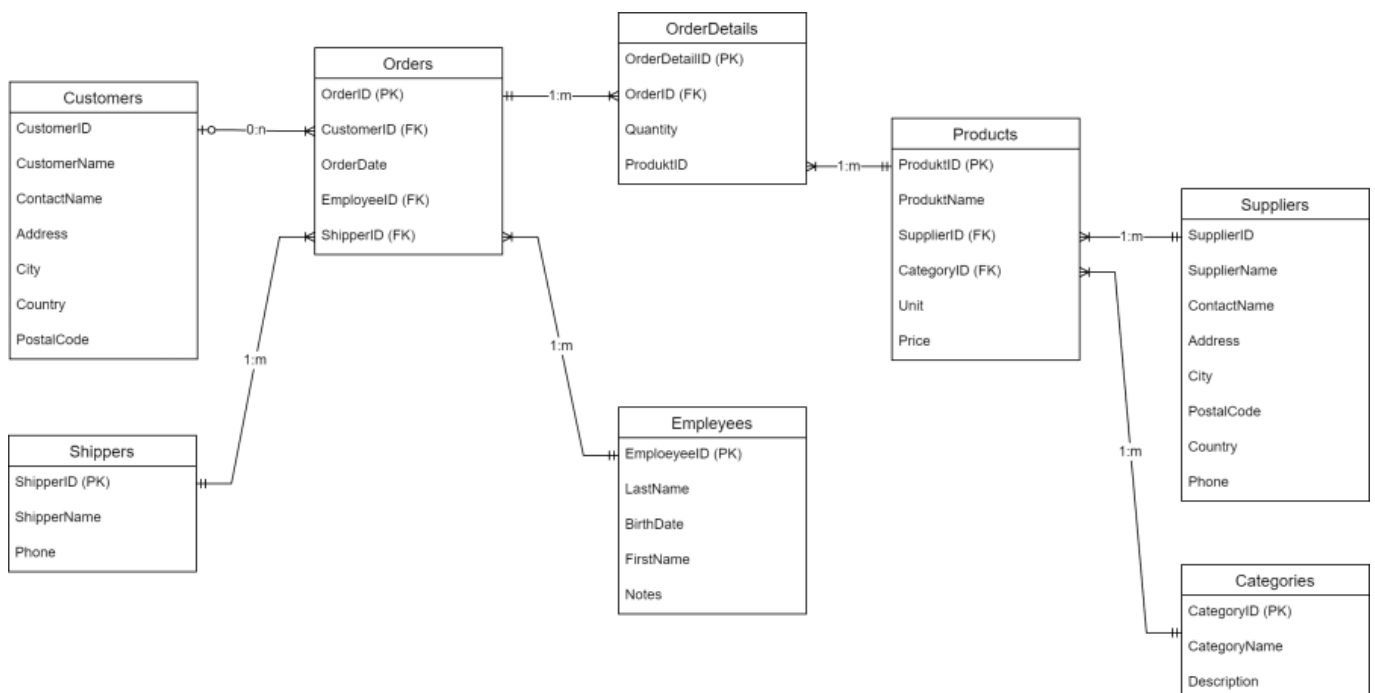 Customers
CustomerID
CustomerName
ContactName
Address
City
Country
PostalCode
0:n
Orders
OrderID (PK)
CustomerID (FK)
OrderDate
EmployeeID (FK)
ShipperID (FK)
1:m
OrderDetails
OrderDetailID (PK)
OrderID (FK)
Quantity
ProduktID
1:m
Products
ProduktID (PK)
ProduktName
SupplierID (FK)
CategoryID (FK)
Unit
Price
1:m
Suppliers
SupplierID
SupplierName
ContactName
Address
City
PostalCode
Country
Phone
1:m
Shippers
ShipperID (PK)
ShipperName
Phone
1:m
Empleyees
EmploeyeeID (PK)
LastName
BirthDate
FirstName
Notes
1:m
Categories
CategoryID (PK)
CategoryName
Description